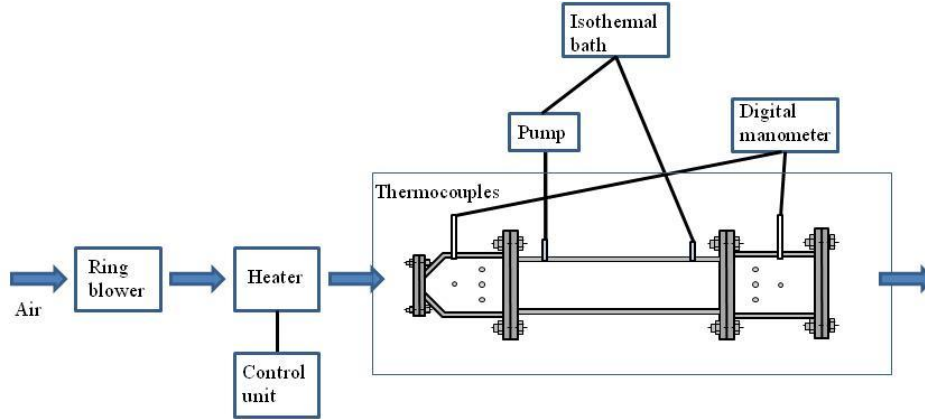 Isothermal
bath
Pump
Digital
manometer
Thermocouples
Air
Ring
blower
Heater
Control
unit